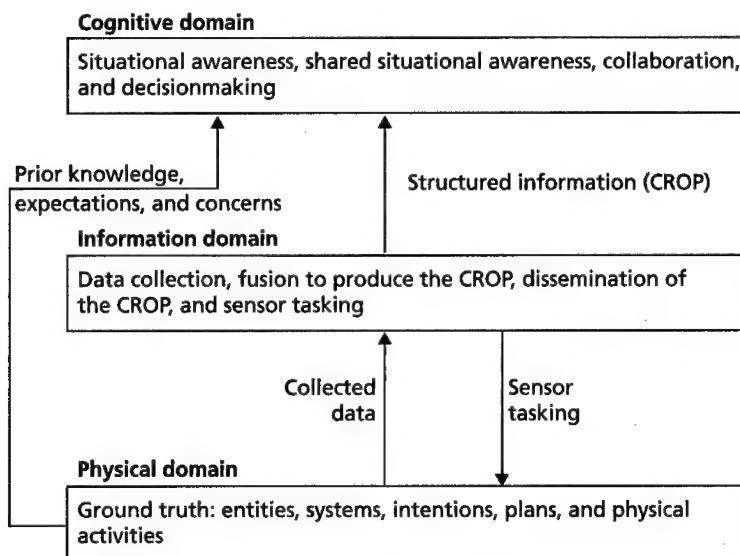 Cognitive domain
Situational awareness, shared situational awareness, collaboration,
and decisionmaking
Prior knowledge,
expectations, and concerns
Structured information (CROP)
Information domain
Data collection, fusion to produce the CROP, dissemination of
the CROP, and sensor tasking
Collected
data
Sensor
tasking
Physical domain
Ground truth: entities, systems, intentions, plans, and physical
activities